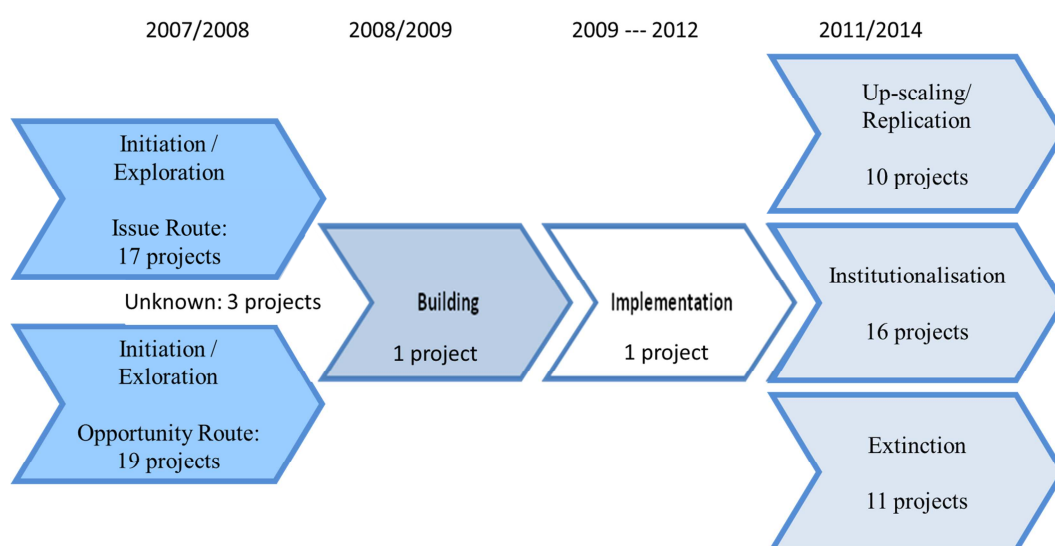 2007/2008
2008/2009
2009 --- 2012
2011/2014
Initiation /
Exploration
Issue Route:
17 projects
Unknown: 3 projects
Initiation /
Exloration
Opportunity Route:
19 projects
Building
1 project
Implementation
1 project
Up-scaling/
Replication
10 projects
Institutionalisation
16 projects
Extinction
11 projects